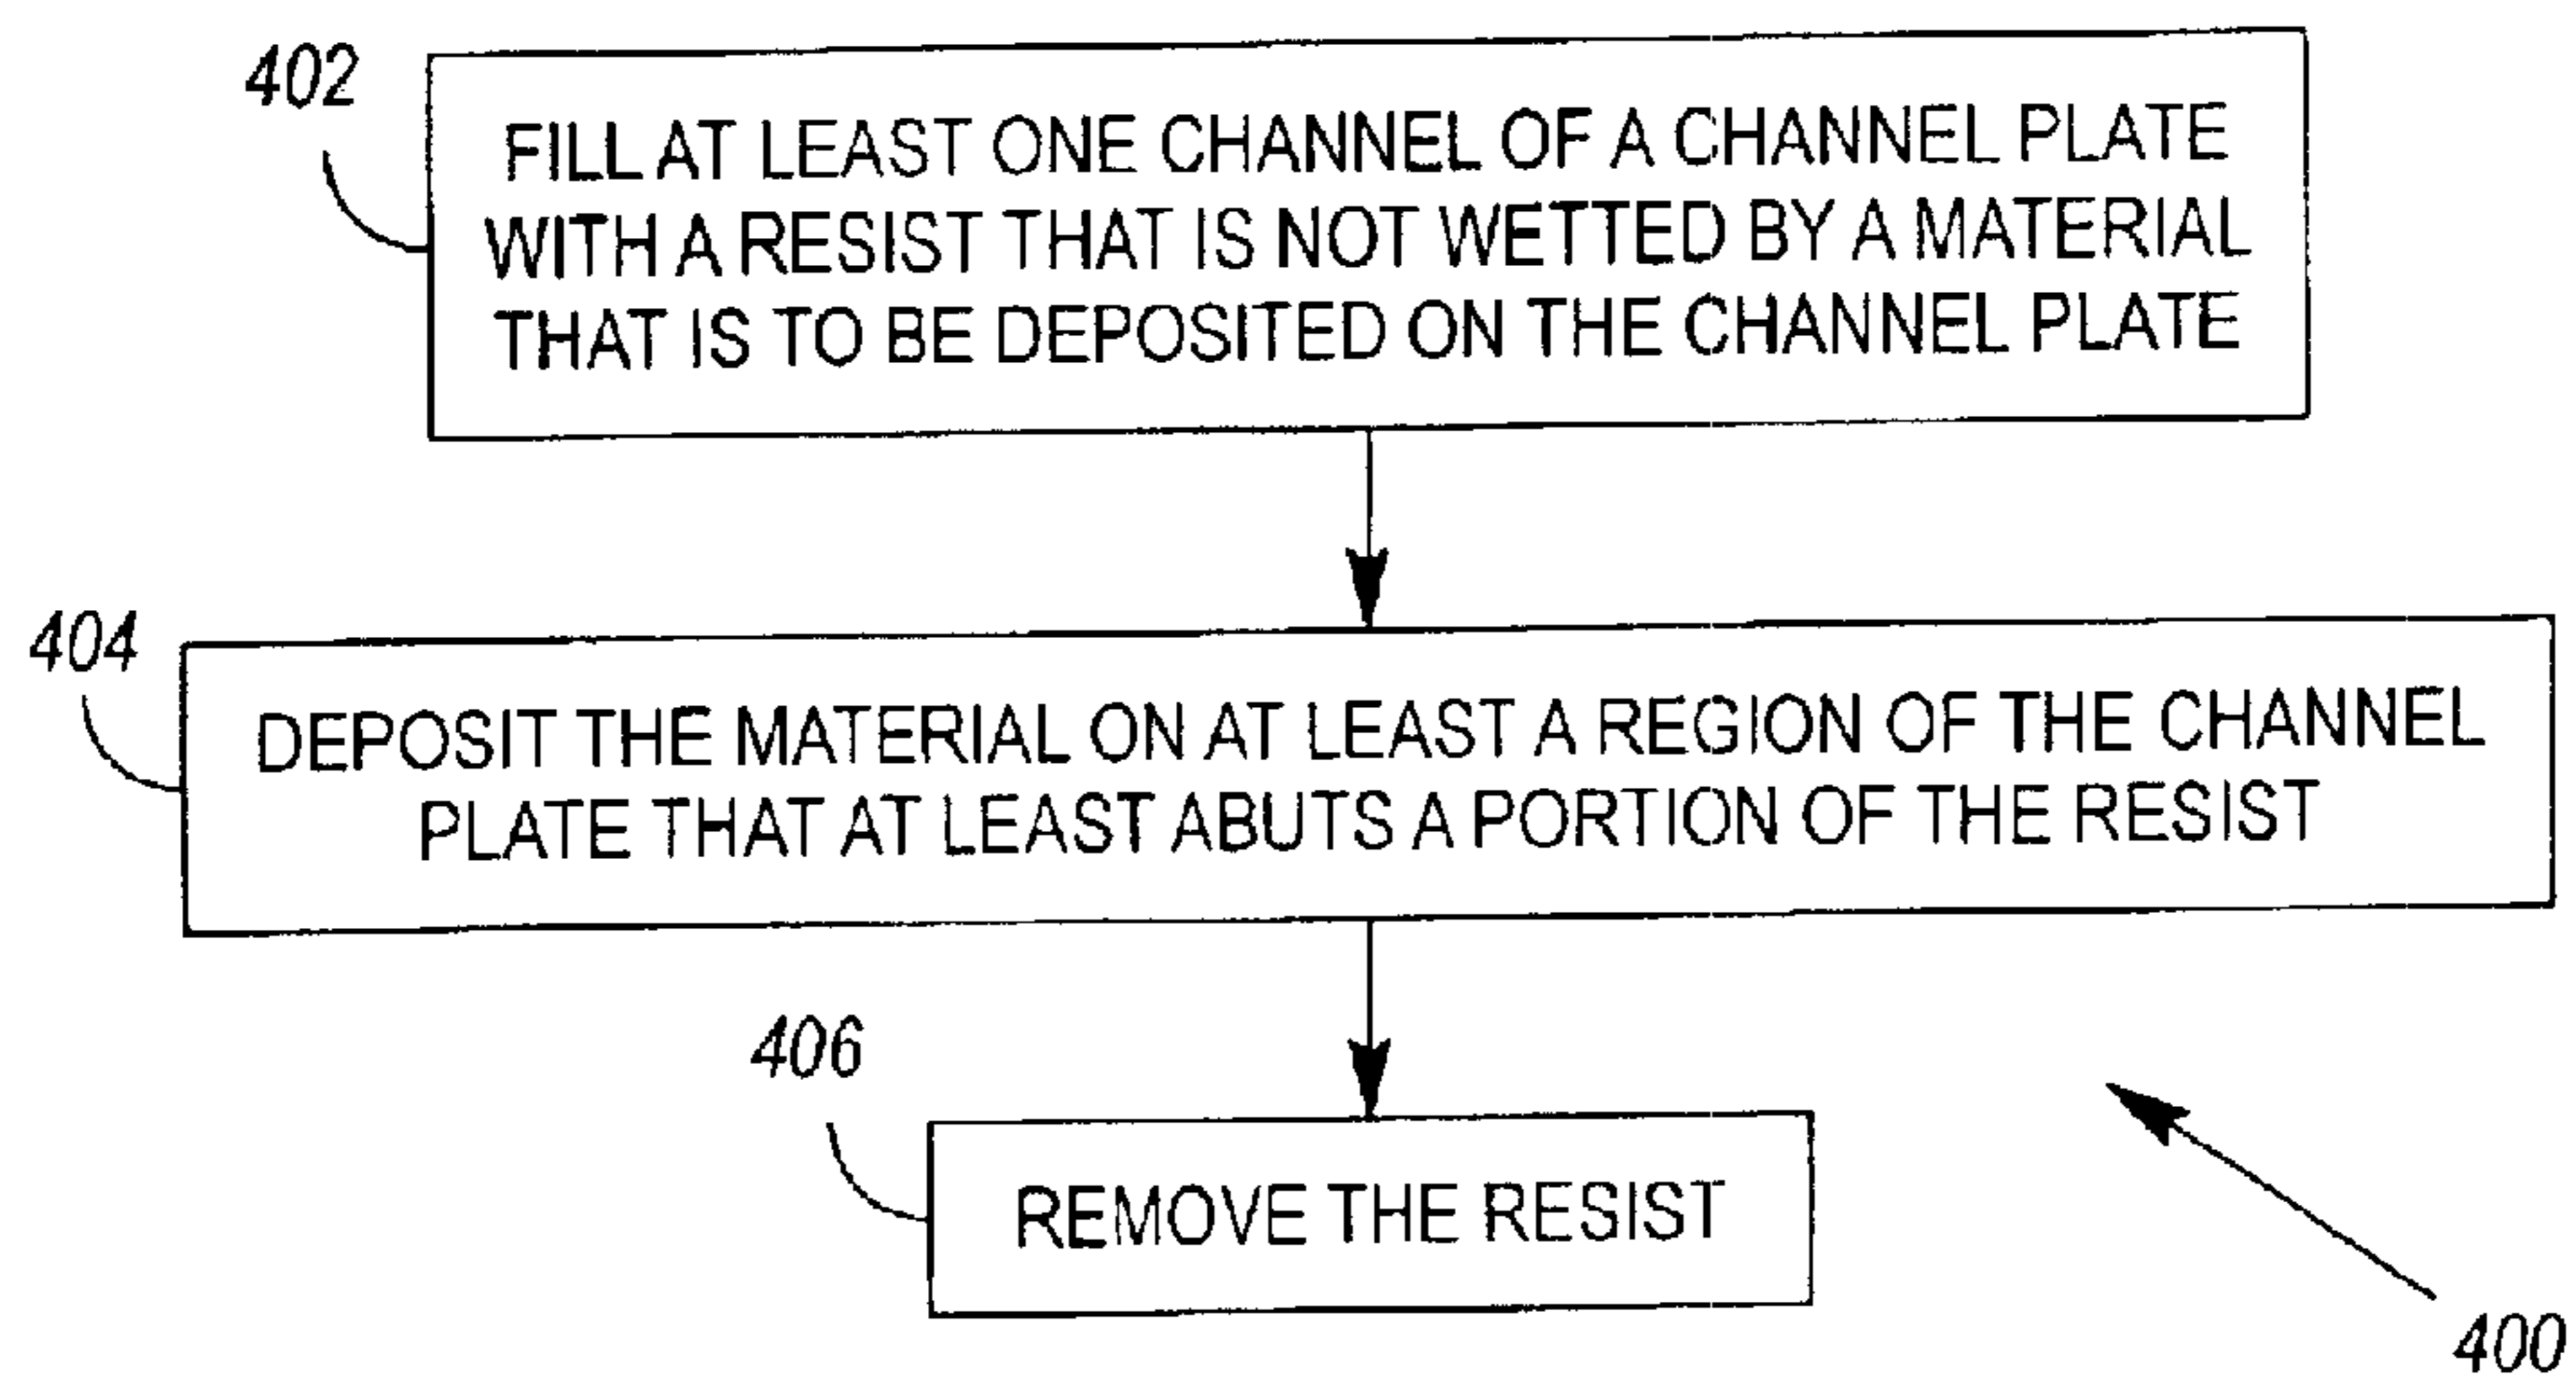 402
FILL AT LEAST ONE CHANNEL OF A CHANNEL PLATE
WITH A RESIST THAT IS NOT WETTED BY A MATERIAL
THAT IS TO BE DEPOSITED ON THE CHANNEL PLATE
404
DEPOSIT THE MATERIAL ON AT LEAST A REGION OF THE CHANNEL
PLATE THAT AT LEAST ABUTS A PORTION OF THE RESIST
406
REMOVE THE RESIST
400